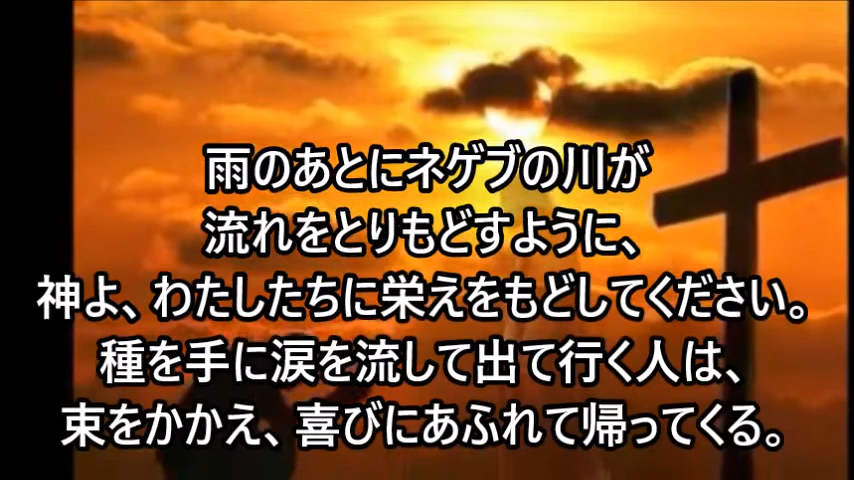 雨のあとにネゲブの川が
流れをとりもどすように、
神よ、わたしたちに栄えをもどしてください。
種を手に涙を流して出て行く人は、
束をかかえ、喜びにあふれて帰ってくる。